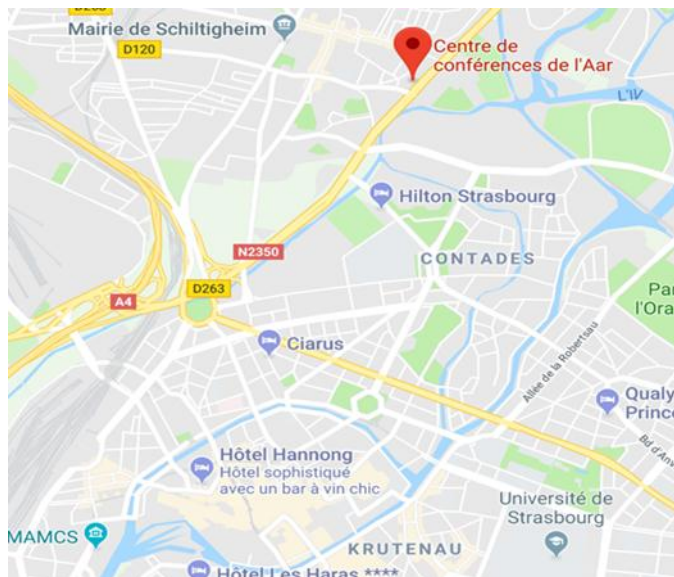 Mairie de Schiltigheim
D120
Centre de
conférences de l'Aar
Hilton Strasbourg
N2350
CONTADES
D263
A4
Ciarus
Allée de la Robertsau
Hôtel Hannong
Hôtel sophistiqué
avec un bar à vin chic
Université de
Strasbourg
MAMCS
KRUTENAU
Hôtel Les Haras ****